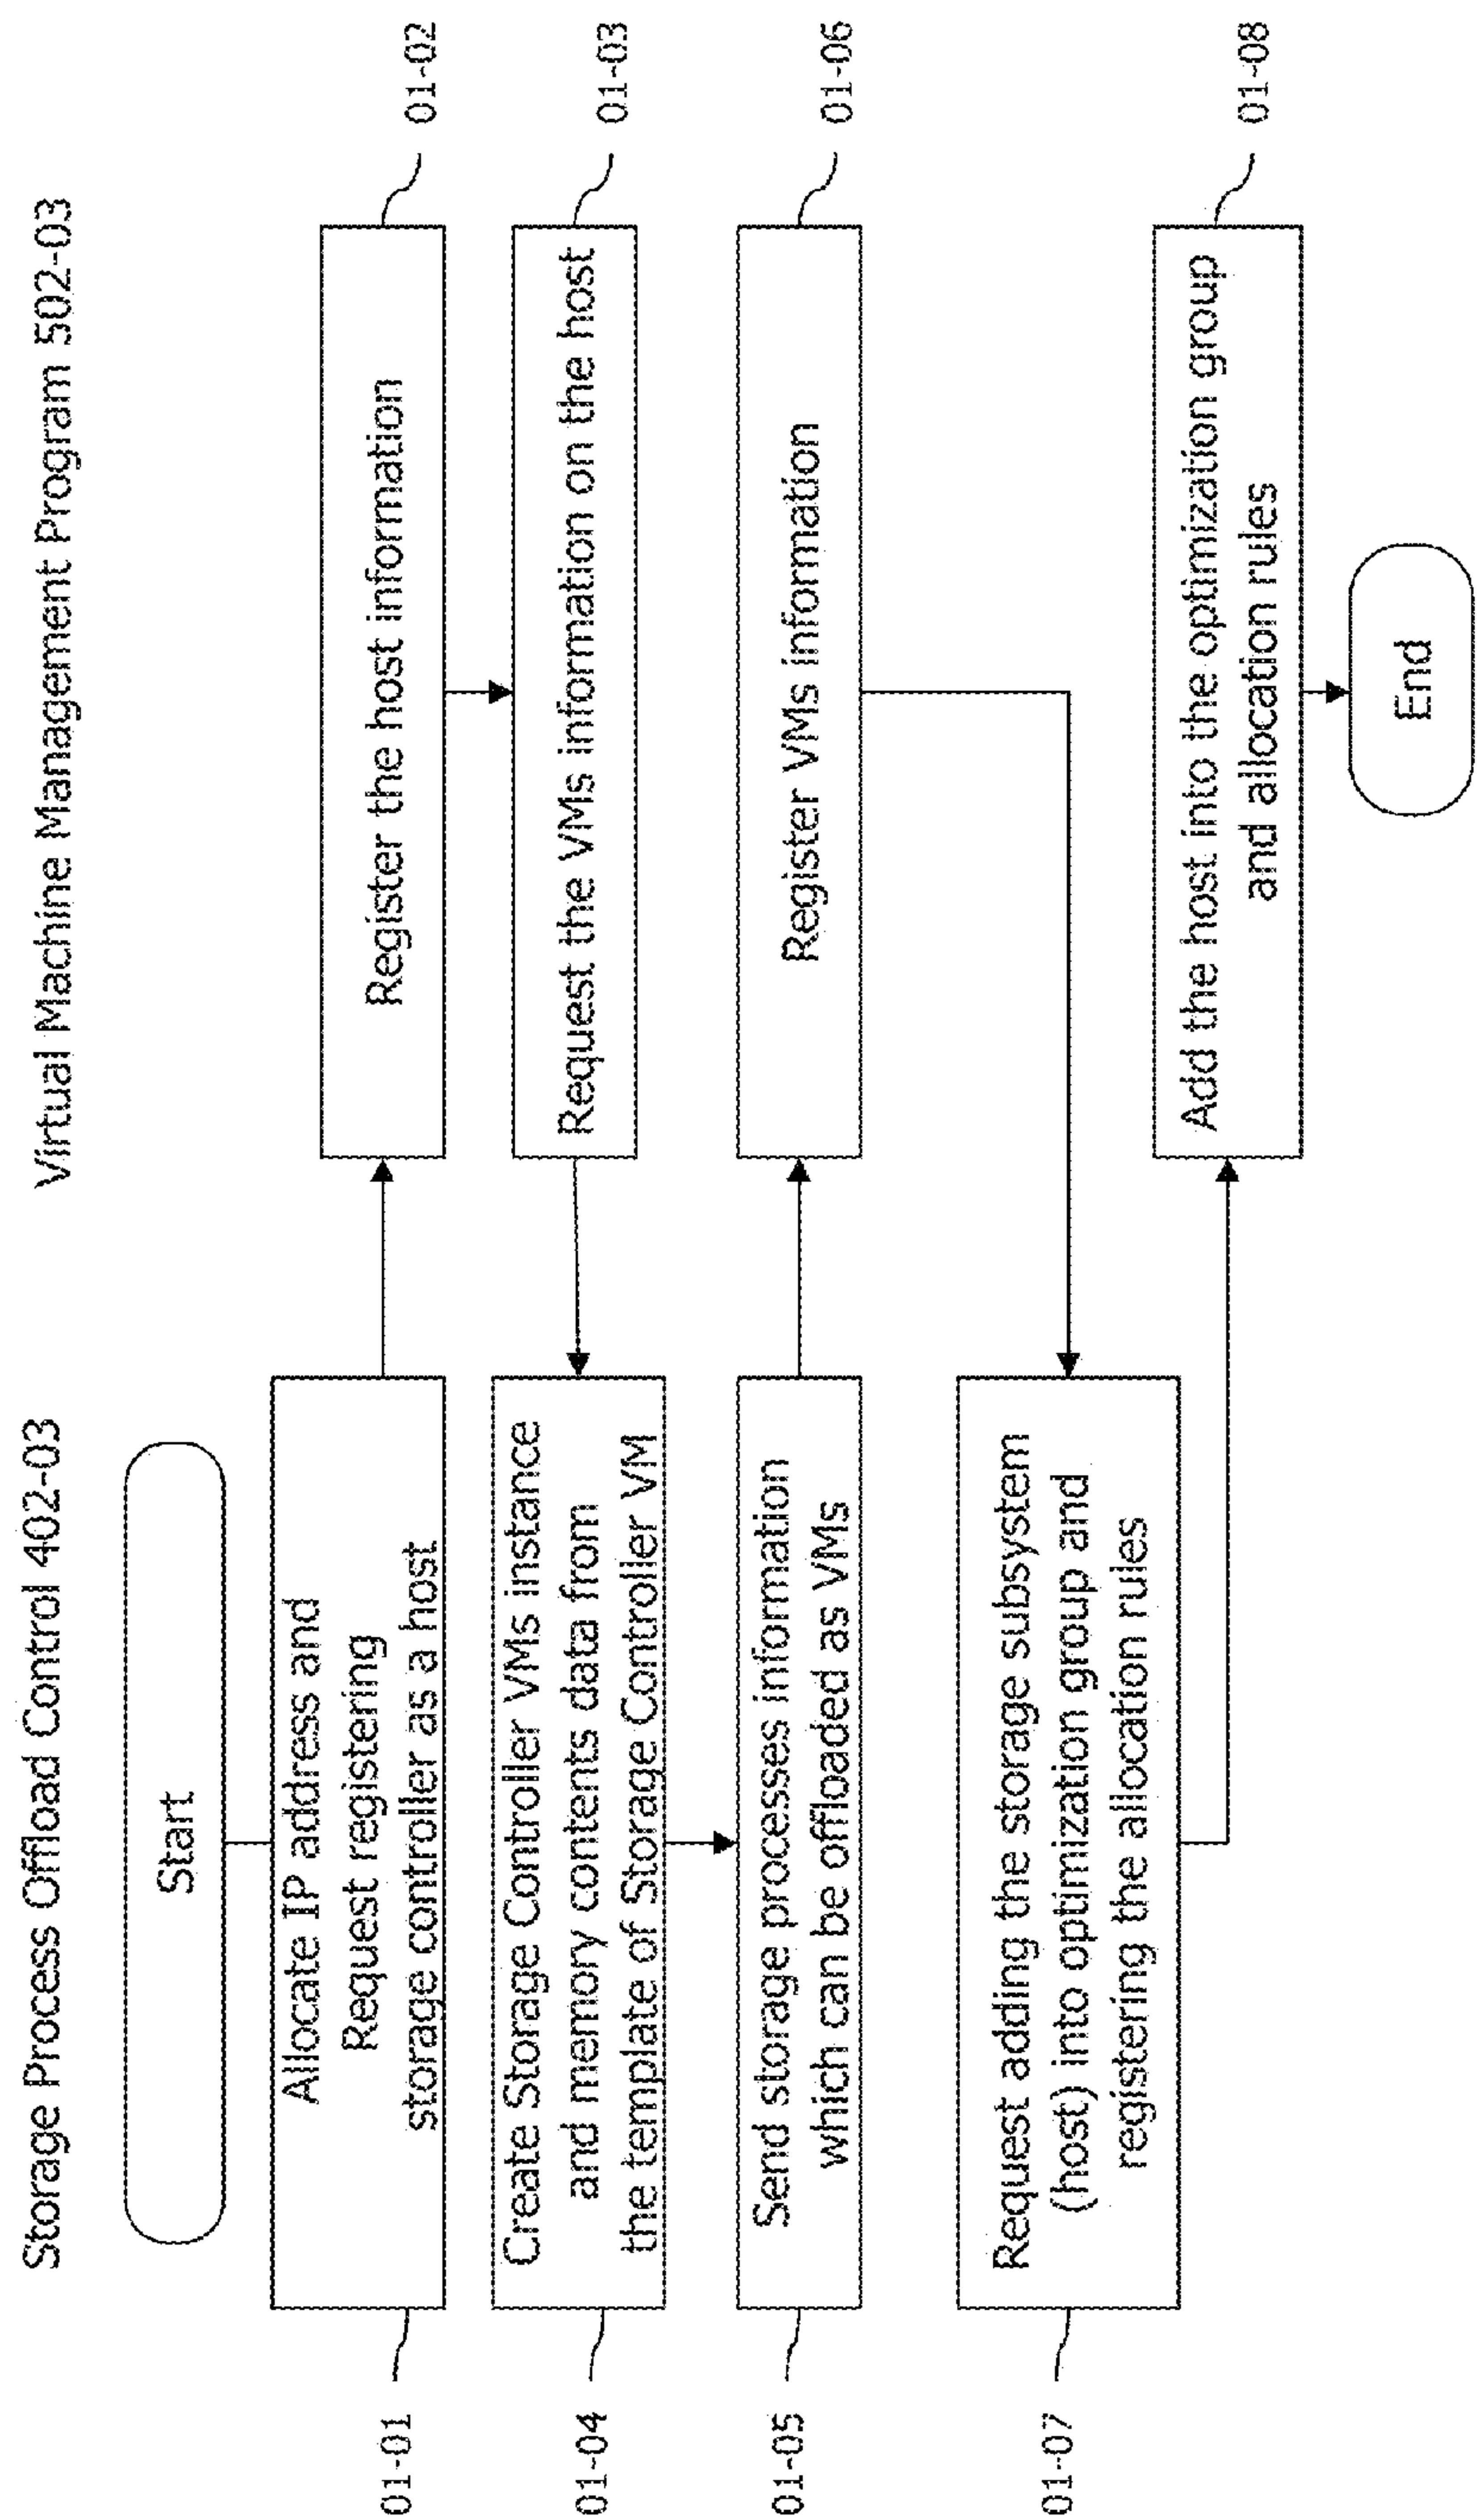 Storage Process Offload Control 402-03
Virtual Machine Management Program 502-03
Start
01-01
Allocate IP address and
Request registering
storage controller as a host
Register the host information
01-02
Request the VMs information on the host
01-03
01-04
Create Storage Controller VMs instance
and memory contents data from
the template of Storage Controller VM
01-05
Send storage processes information
which can be offloaded as VMs
Register VMs information
01-06
01-07
Request adding the storage subsystem
(host) into optimization group and
registering the allocation rules
Add the host into the optimization group
and allocation rules
01-08
End